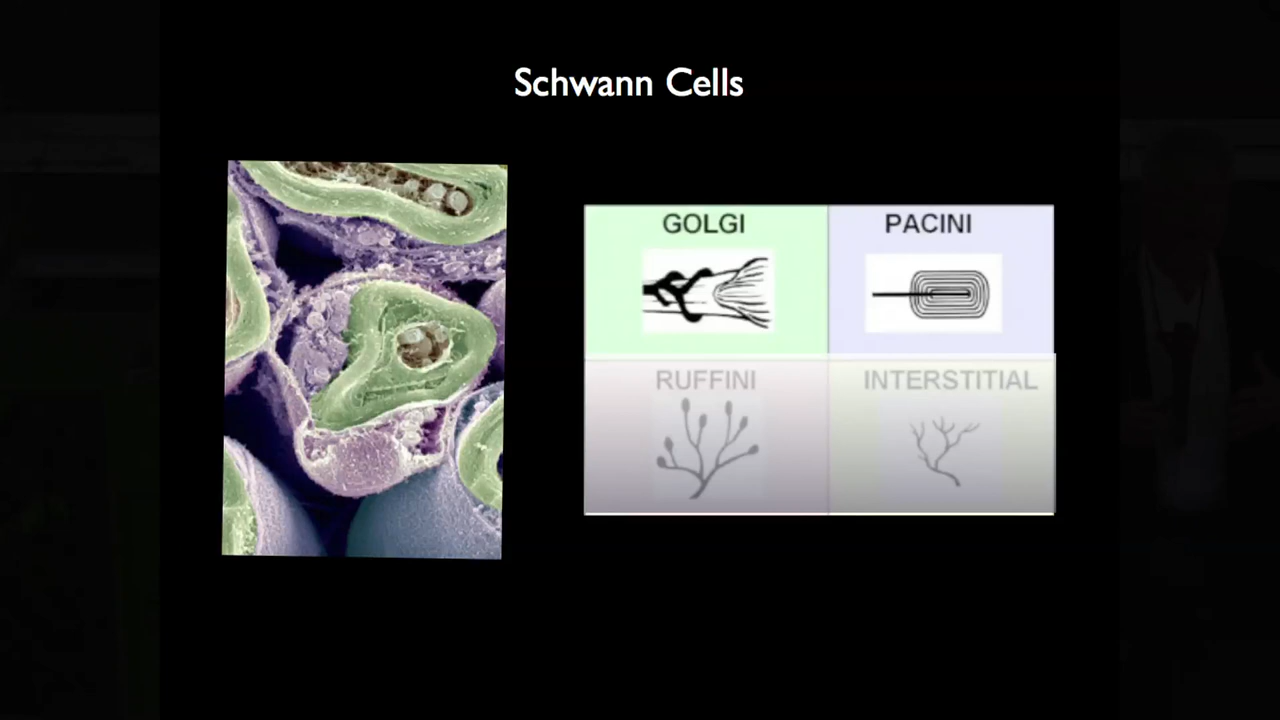 Schwann Cells
GOLGI
PACINI
RUFFINI
INTERSTITIAL